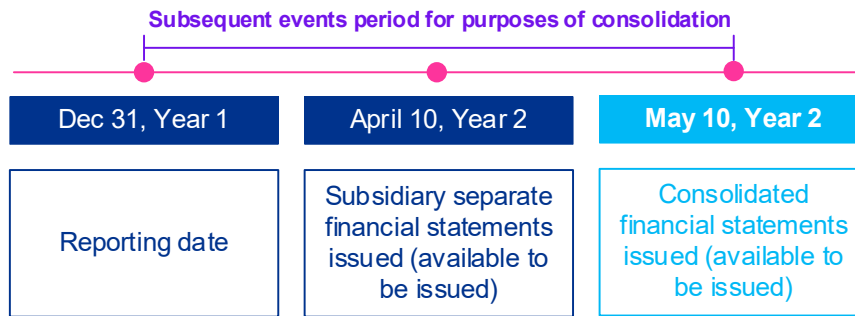 Subsequent events period for purposes of consolidation
Dec 31, Year 1
April 10, Year 2
May 10, Year 2
Reporting date
Subsidiary separate
financial statements
issued (available to
be issued)
Consolidated
financial statements
issued (available to
be issued)